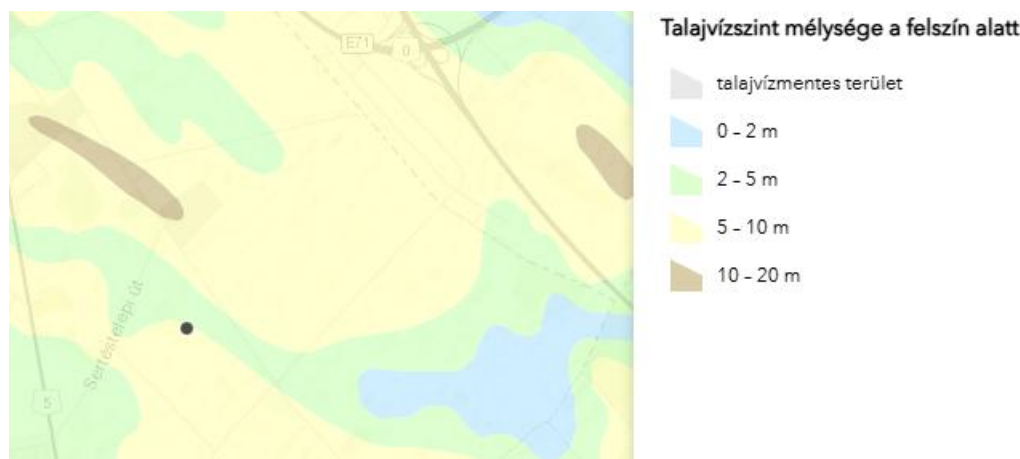 Talajvízszint mélysége a felszín alatt
talajvízmentes terület
0 - 2 m
2 - 5 m
5 - 10 m
10 - 20 m
E71
0
Sertéstelepi út
5